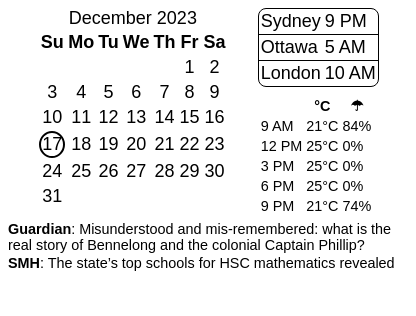 December 2023
Su Mo Tu We Th Fr Sa
1 2
3 4 5 6 7 8 9
10 11 12 13 14 15 16
17 18 19 20 21 22 23
24 25 26 27 28 29 30
31
Sydney 9 PM
Ottawa 5 AM
London 10 AM
°C ☂
9 AM 21°C 84%
12 PM 25°C 0%
3 PM 25°C 0%
6 PM 25°C 0%
9 PM 21°C 74%
Guardian: Misunderstood and mis-remembered: what is the
real story of Bennelong and the colonial Captain Phillip?
SMH: The state’s top schools for HSC mathematics revealed